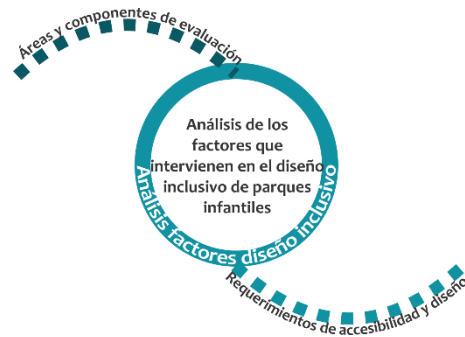 Áreas y componentes de evaluación
Análisis de los
factores que
intervienen en el diseño
inclusivo de parques
infantiles
Análisis factores diseño inclusivo
Requerimientos de accesibilidad y diseño